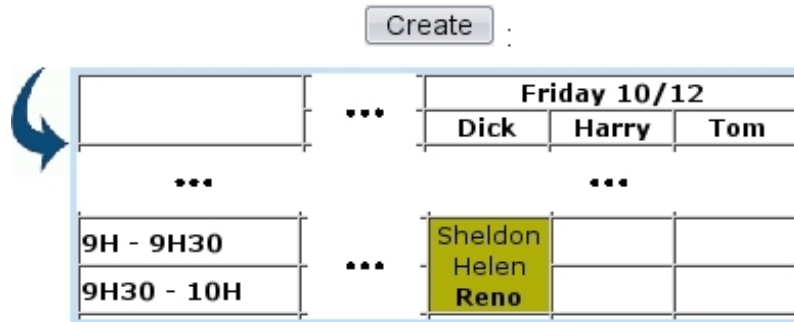 Create :
... Friday 10/12
Dick Harry Tom
... ...
9H - 9H30 ... Sheldon
Helen
9H30 - 10H Reno